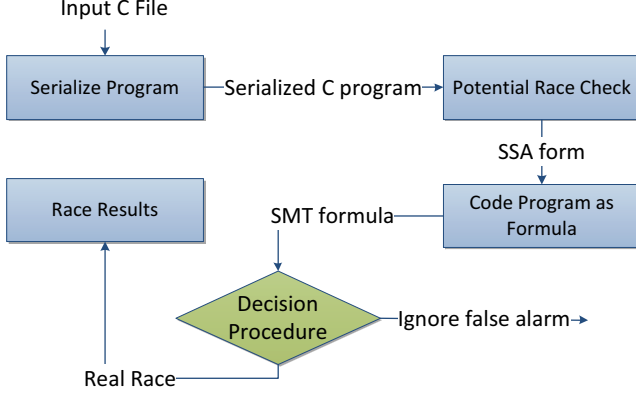 Input C File
Serialize Program
Serialized C program
Potential Race Check
SSA form
Race Results
SMT formula
Code Program as
Formula
Decision
Procedure
Ignore false alarm
Real Race